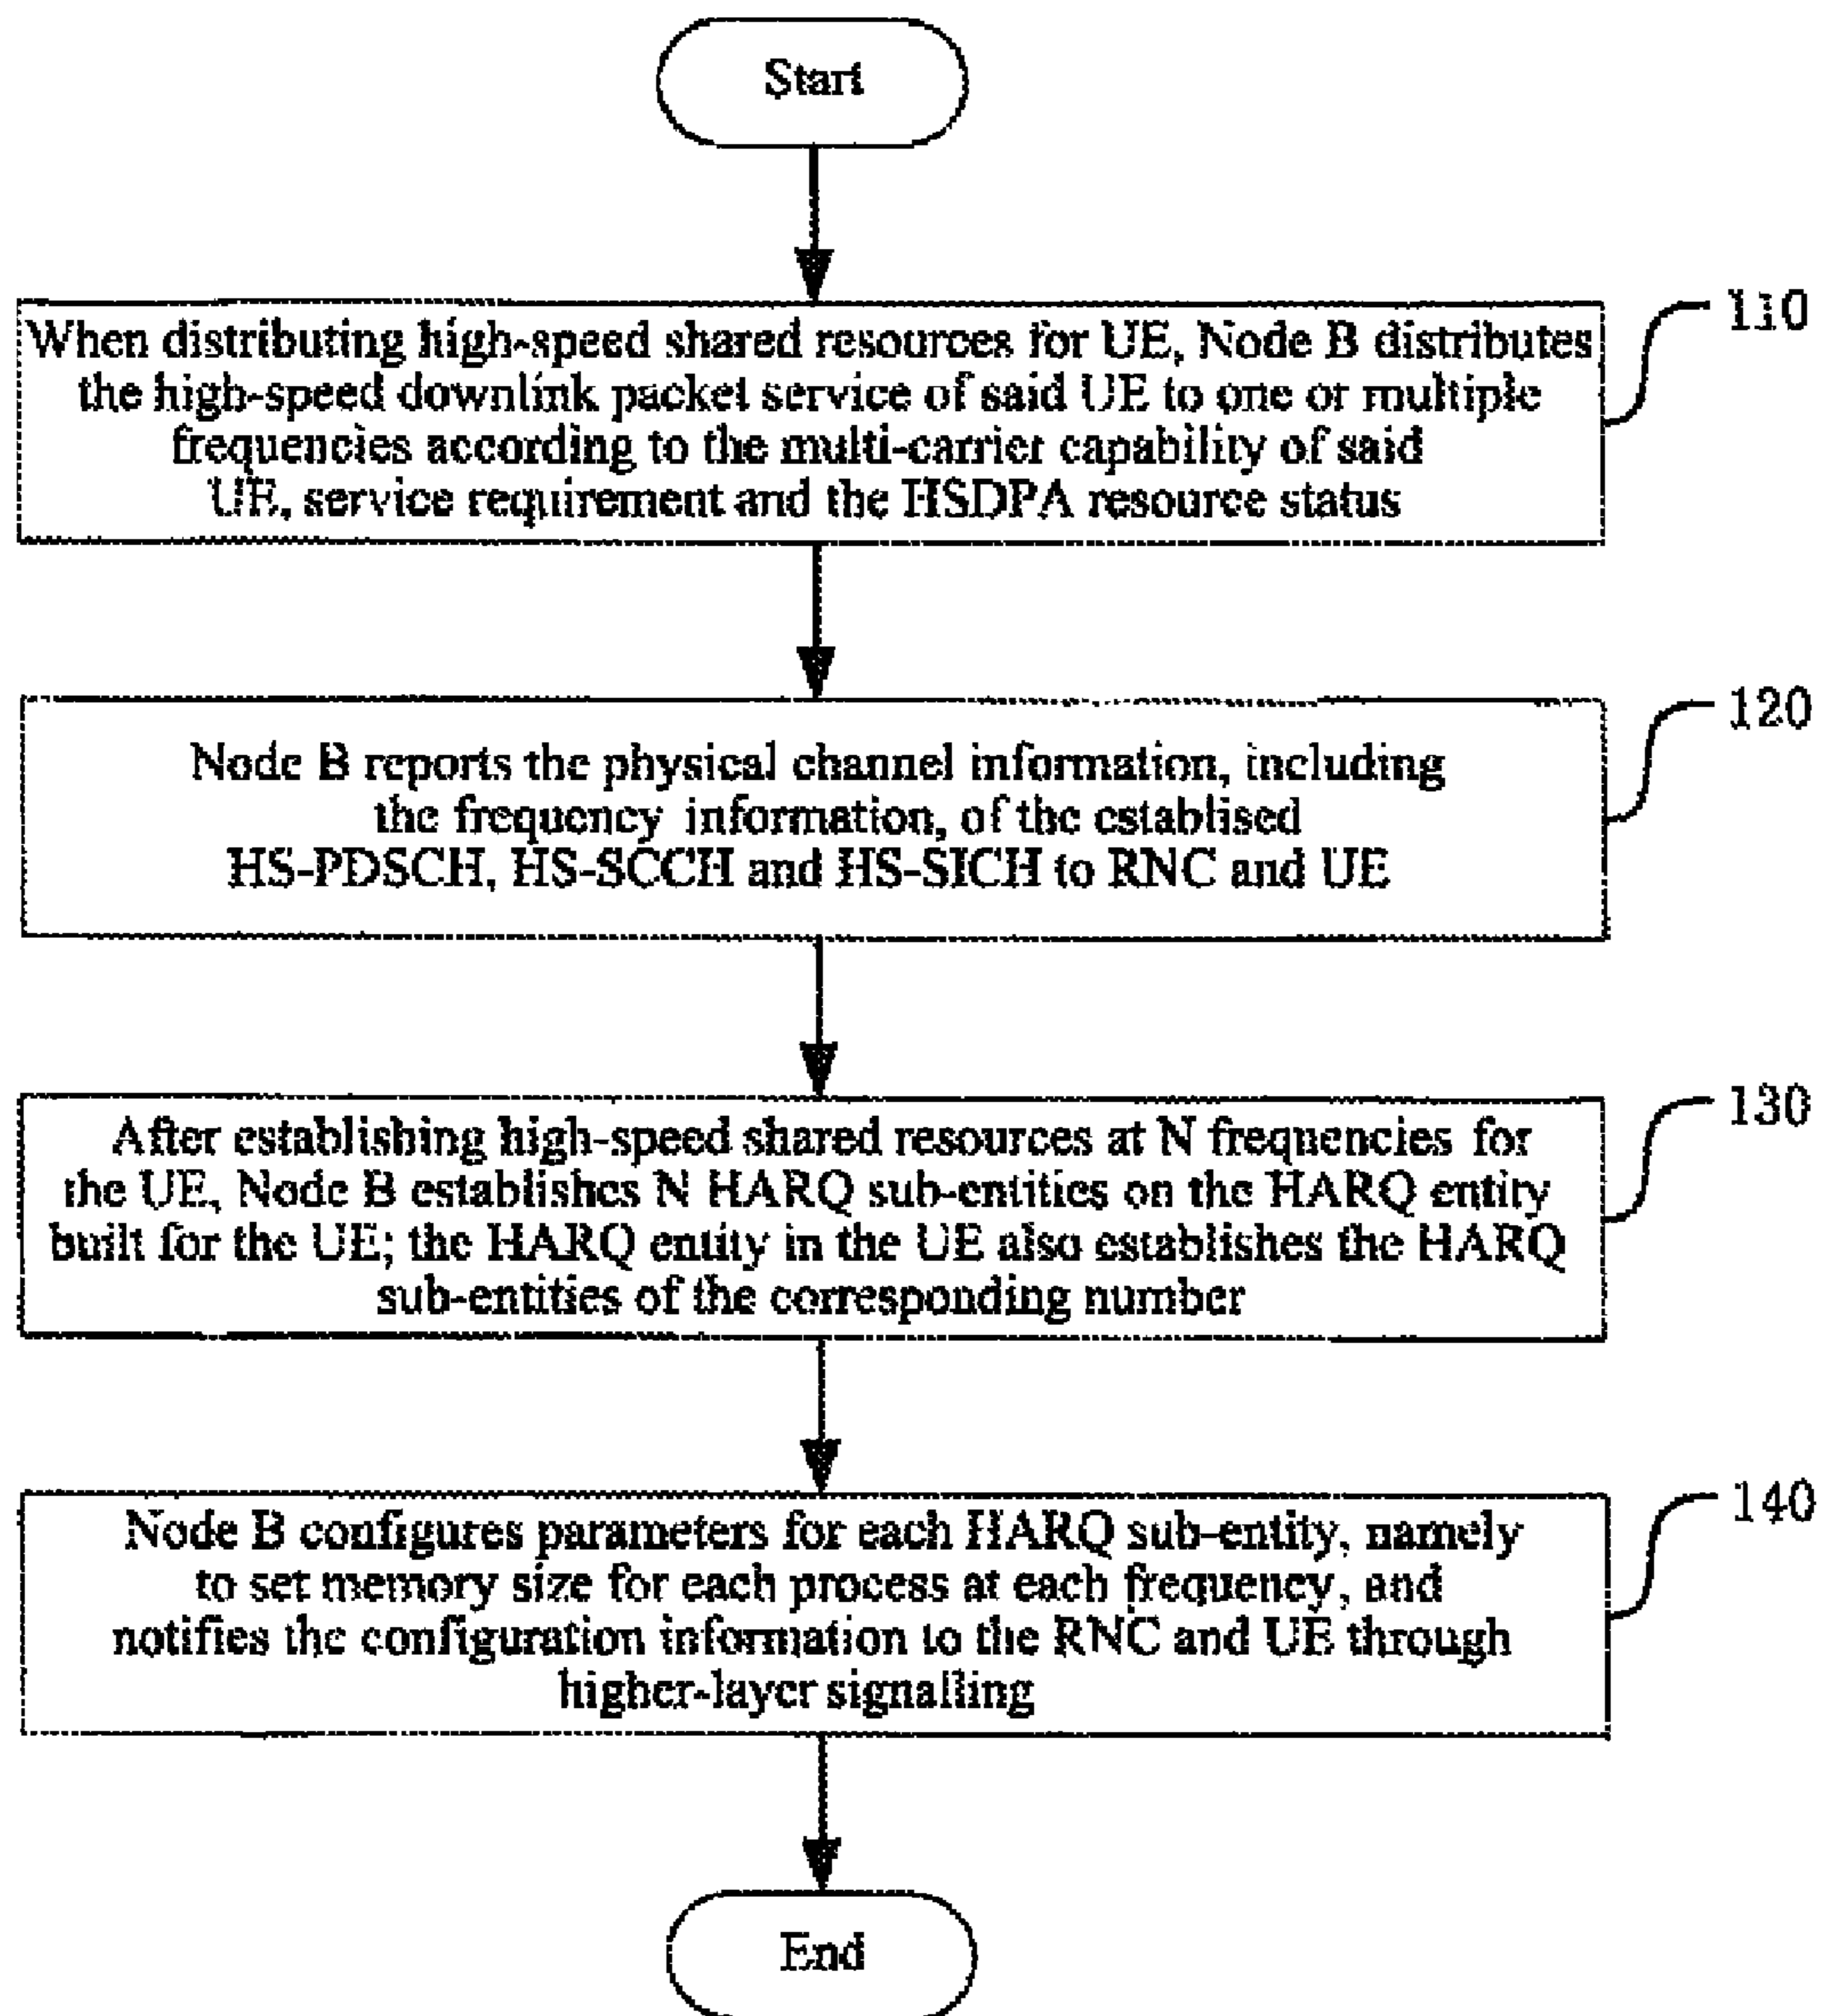 Start
When distributing high-speed shared resources for UE, Node B distributes
the high-speed downlink packet service of said UE to one or multiple
frequencies according to the multi-carrier capability of said
UE, service requirement and the HSDPA resource status
110
Node B reports the physical channel information, including
the frequency information, of the establised
HS-PDSCH, HS-SCCH and HS-SICH to RNC and UE
120
After establishing high-speed shared resources at N frequencies for
the UE, Node B establishes N HARQ sub-entities on the HARQ entity
built for the UE; the HARQ entity in the UE also establishes the HARQ
sub-entities of the corresponding number
130
Node B configures parameters for each HARQ sub-entity, namely
to set memory size for each process at each frequency, and
notifies the configuration information to the RNC and UE through
higher-layer signalling
140
End